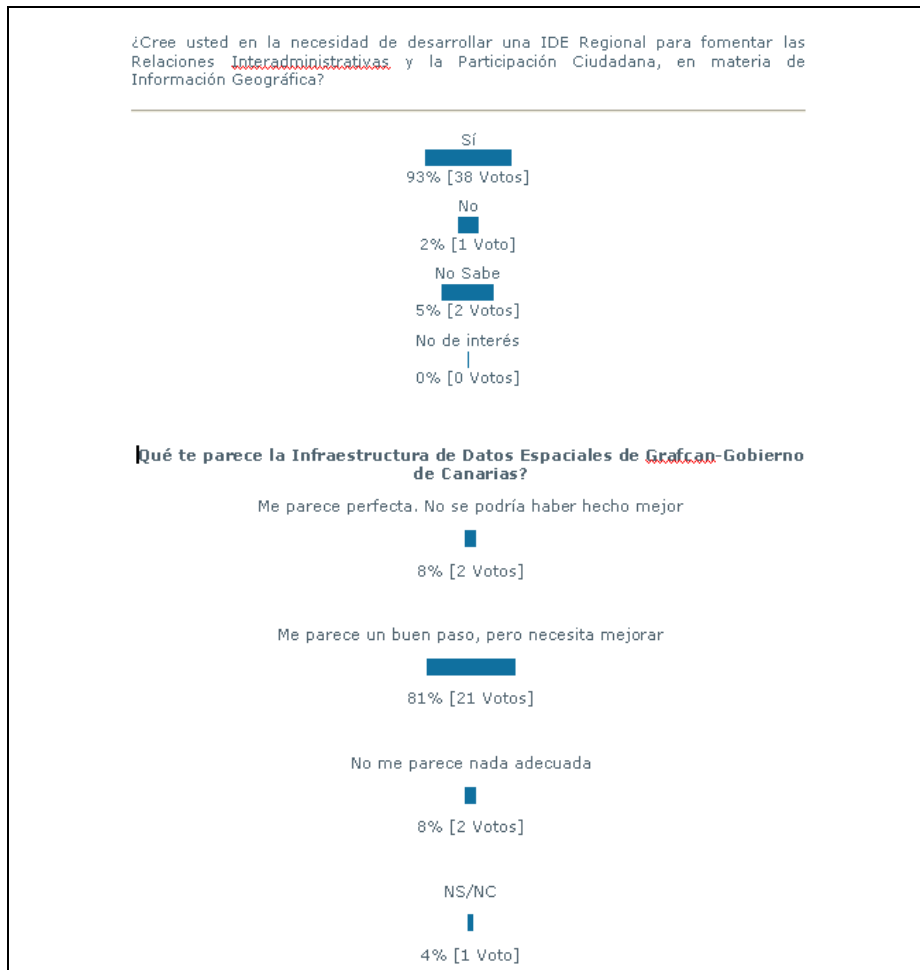 ¿Cree usted en la necesidad de desarrollar una IDE Regional para fomentar las
Relaciones Interadministrativas y la Participación Ciudadana, en materia de
Información Geográfica?
Sí
93% [38 Votos]
No
2% [1 Voto]
No Sabe
5% [2 Votos]
No de interés
0% [0 Votos]
Qué te parece la Infraestructura de Datos Espaciales de Grafcan-Gobierno
de Canarias?
Me parece perfecta. No se podría haber hecho mejor
8% [2 Votos]
Me parece un buen paso, pero necesita mejorar
81% [21 Votos]
No me parece nada adecuada
8% [2 Votos]
NS/NC
4% [1 Voto]